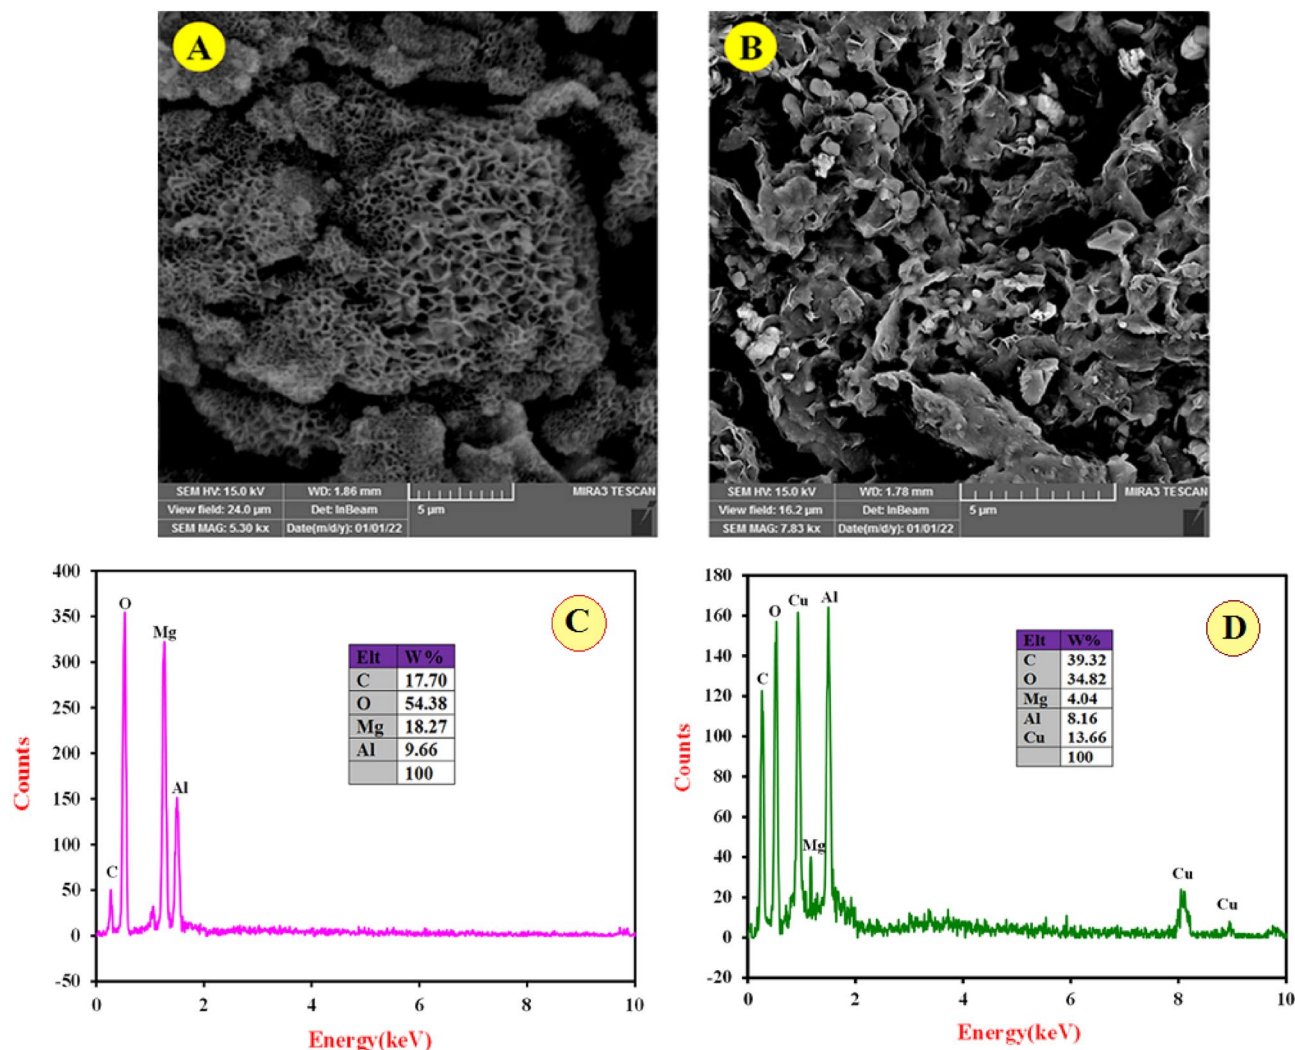 A
B
SEM HV: 15.0 kV WD: 1.86 mm MIRA3 TESCAN
View field: 24.0 µm Det: InBeam 5 µm
SEM MAG: 5.30 kx Date(m/d/y): 01/01/22
SEM HV: 15.0 kV WD: 1.78 mm MIRA3 TESCAN
View field: 16.2 µm Det: InBeam 5 µm
SEM MAG: 7.83 kx Date(m/d/y): 01/01/22
C
Counts
400
350
300
250
200
150
100
50
0
-50
O
Mg
Al
C
Elt W%
C 17.70
O 54.38
Mg 18.27
Al 9.66
100
0 2 4 6 8 10
Energy(keV)
D
Counts
180
160
140
120
100
80
60
40
20
0
-20
C
O
Cu
Al
Mg
Cu
Cu
Elt W%
C 39.32
O 34.82
Mg 4.04
Al 8.16
Cu 13.66
100
0 2 4 6 8 10
Energy(keV)